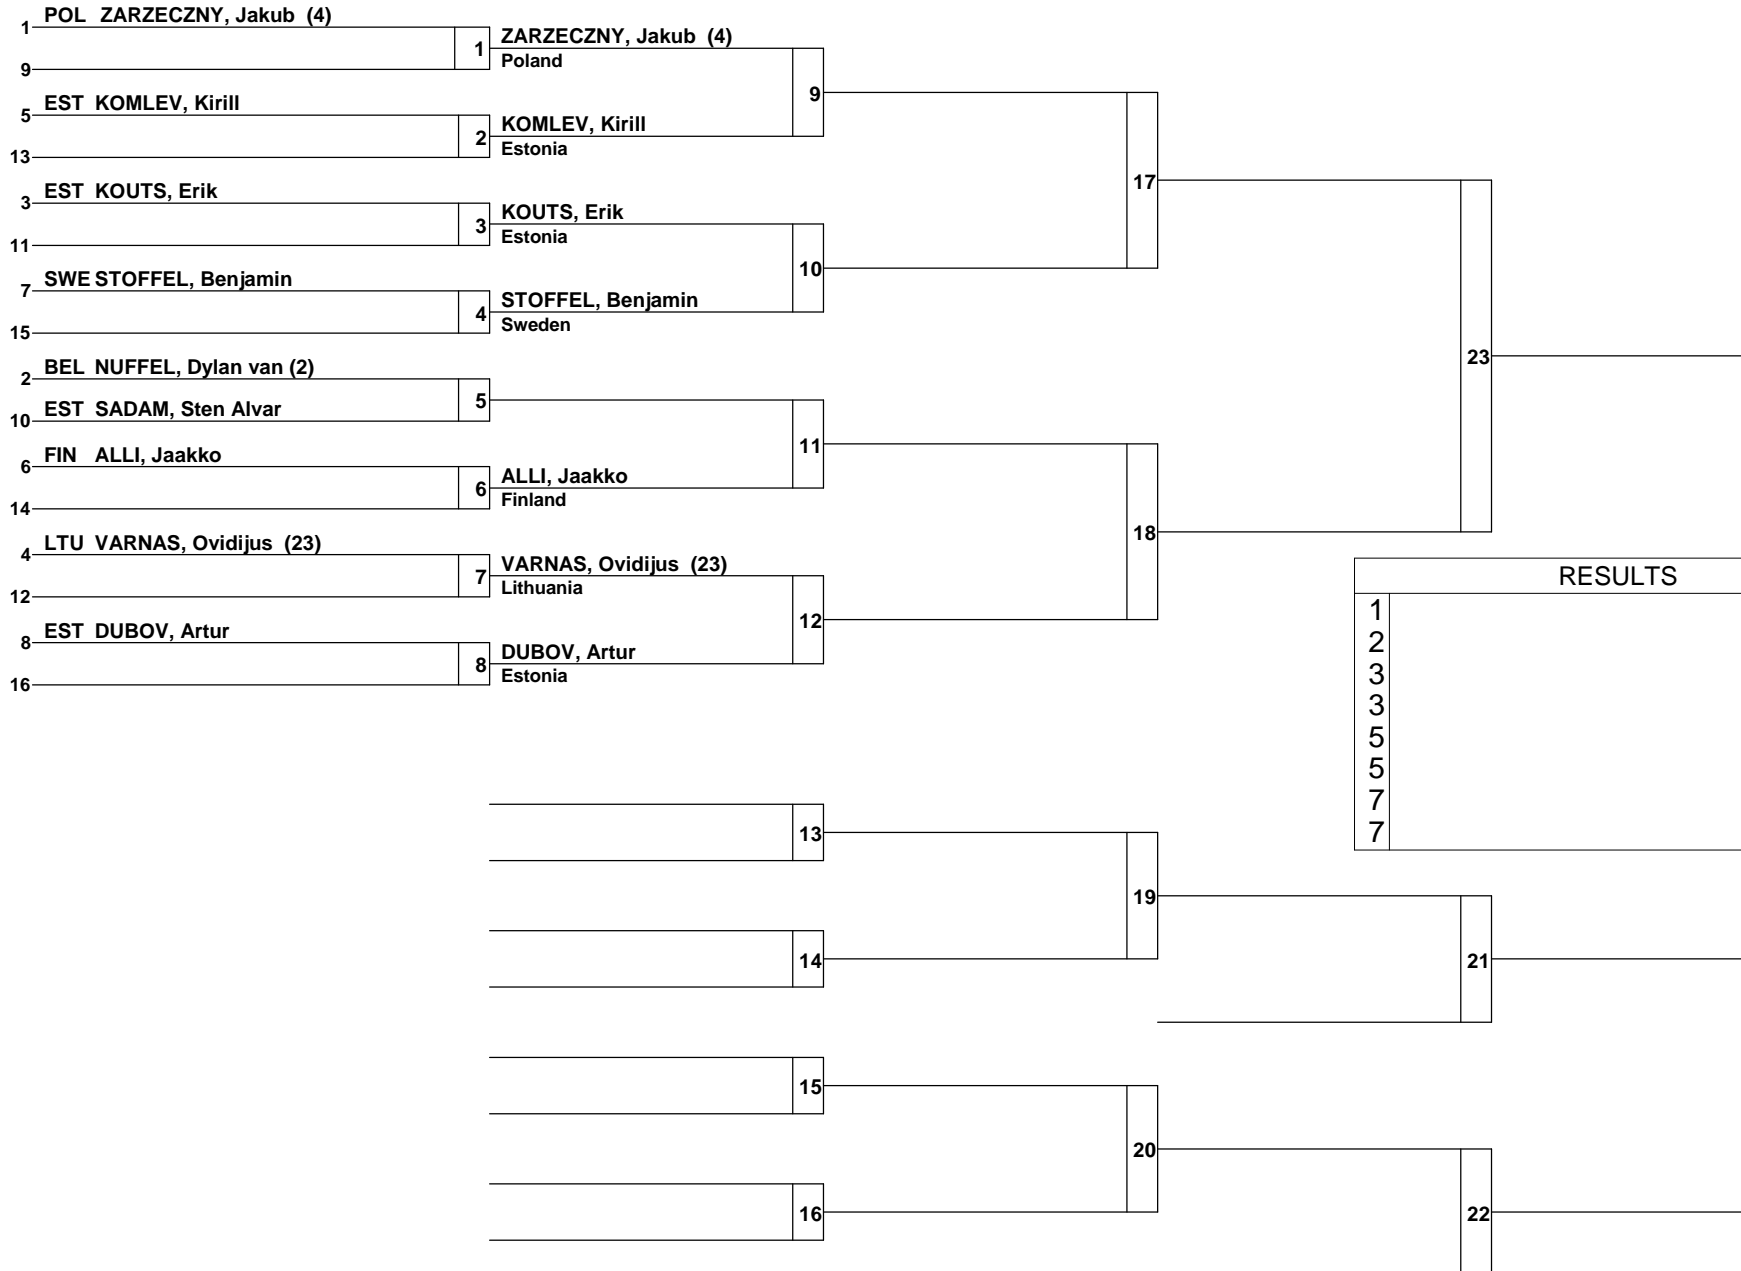 POL ZARZECZNY, Jakub (4)
1
1
ZARZECZNY, Jakub (4)
Poland
9
9
EST KOMLEV, Kirill
5
2
KOMLEV, Kirill
Estonia
13
17
EST KOUTS, Erik
3
3
KOUTS, Erik
Estonia
11
10
SWE STOFFEL, Benjamin
7
4
STOFFEL, Benjamin
Sweden
15
23
BEL NUFFEL, Dylan van (2)
2
5
EST SADAM, Sten Alvar
10
11
FIN ALLI, Jaakko
6
6
ALLI, Jaakko
Finland
14
18
LTU VARNAS, Ovidijus (23)
4
7
VARNAS, Ovidijus (23)
Lithuania
12
12
EST DUBOV, Artur
8
8
DUBOV, Artur
Estonia
16
RESULTS
1
2
3
3
5
5
7
7
13
19
14
21
15
20
16
22